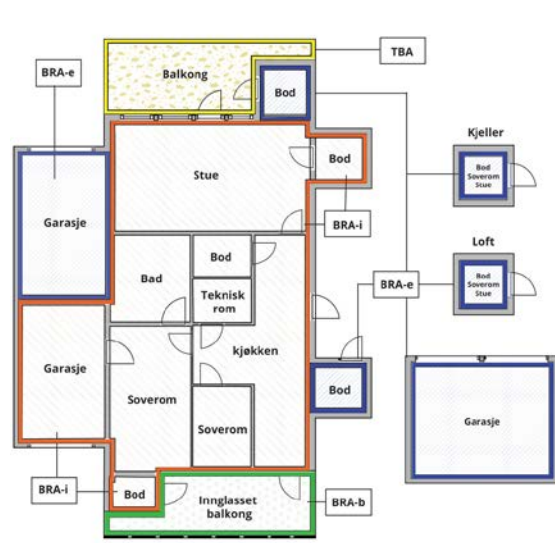 TBA
Balkong
BRA-e
Bod
Kjeller
Bod
Soverom
Stue
Stue
Bod
Garasje
BRA-i
Loft
Bad
Bod
Bod
Soverom
Stue
BRA-e
Teknisk
rom
kjøkken
Garasje
Bod
Soverom
Garasje
Soverom
BRA-i
Bod
Innglasset
balkong
BRA-b